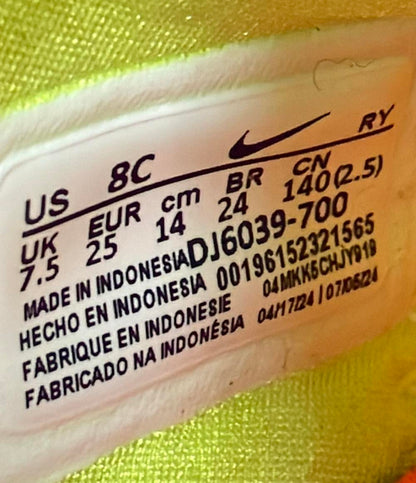 US 8C RY
UK EUR cm BR CN
7.5 25 14 24 140(2.5)
MADE IN INDONESIA DJ6039-700
HECHO EN INDONESIA 00196152321565
FABRIQUE EN INDONESIE 04MKK6CHJY919
FABRICADO NA INDONÉSIA 04/17/24 | 07/06/24